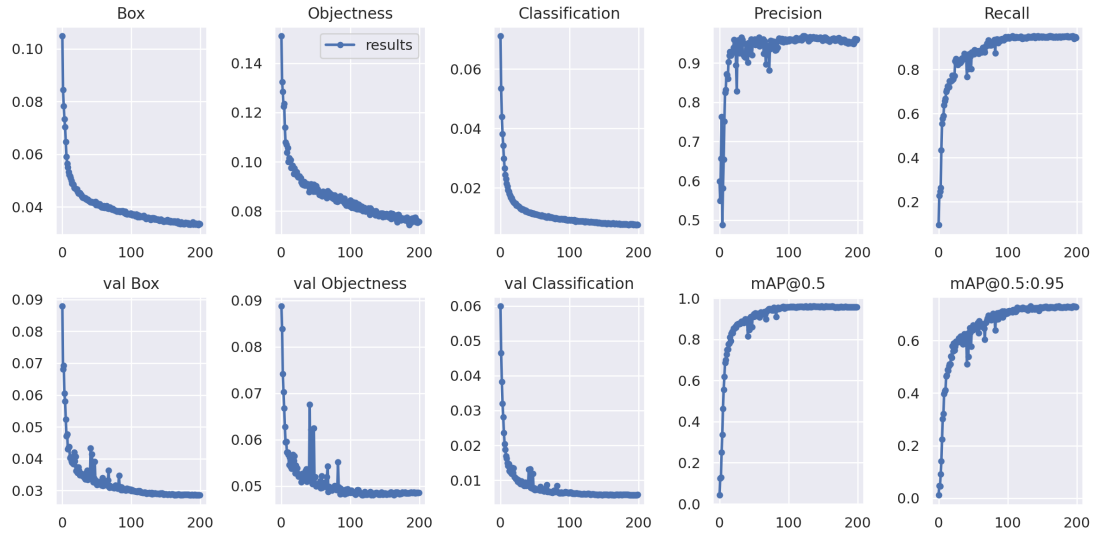 Box
Objectness
Classification
Precision
Recall
results
0.10
0.08
0.06
0.04
0.14
0.12
0.10
0.08
0.06
0.04
0.02
0.9
0.8
0.7
0.6
0.5
0.8
0.6
0.4
0.2
0 100 200
0 100 200
0 100 200
0 100 200
0 100 200
val Box
val Objectness
val Classification
mAP@0.5
mAP@0.5:0.95
0.09
0.08
0.07
0.06
0.05
0.04
0.03
0.09
0.08
0.07
0.06
0.05
0.06
0.05
0.04
0.03
0.02
0.01
1.0
0.8
0.6
0.4
0.2
0.0
0.6
0.4
0.2
0.0
0 100 200
0 100 200
0 100 200
0 100 200
0 100 200